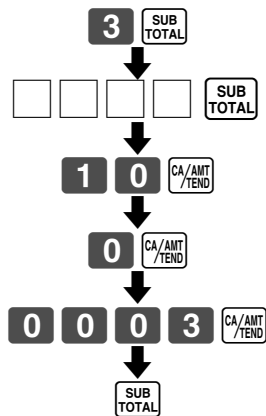 3 SUB TOTAL
SUB TOTAL
1 0 CA/AMT /TEND
0 CA/AMT /TEND
0 0 0 3 CA/AMT /TEND
SUB TOTAL